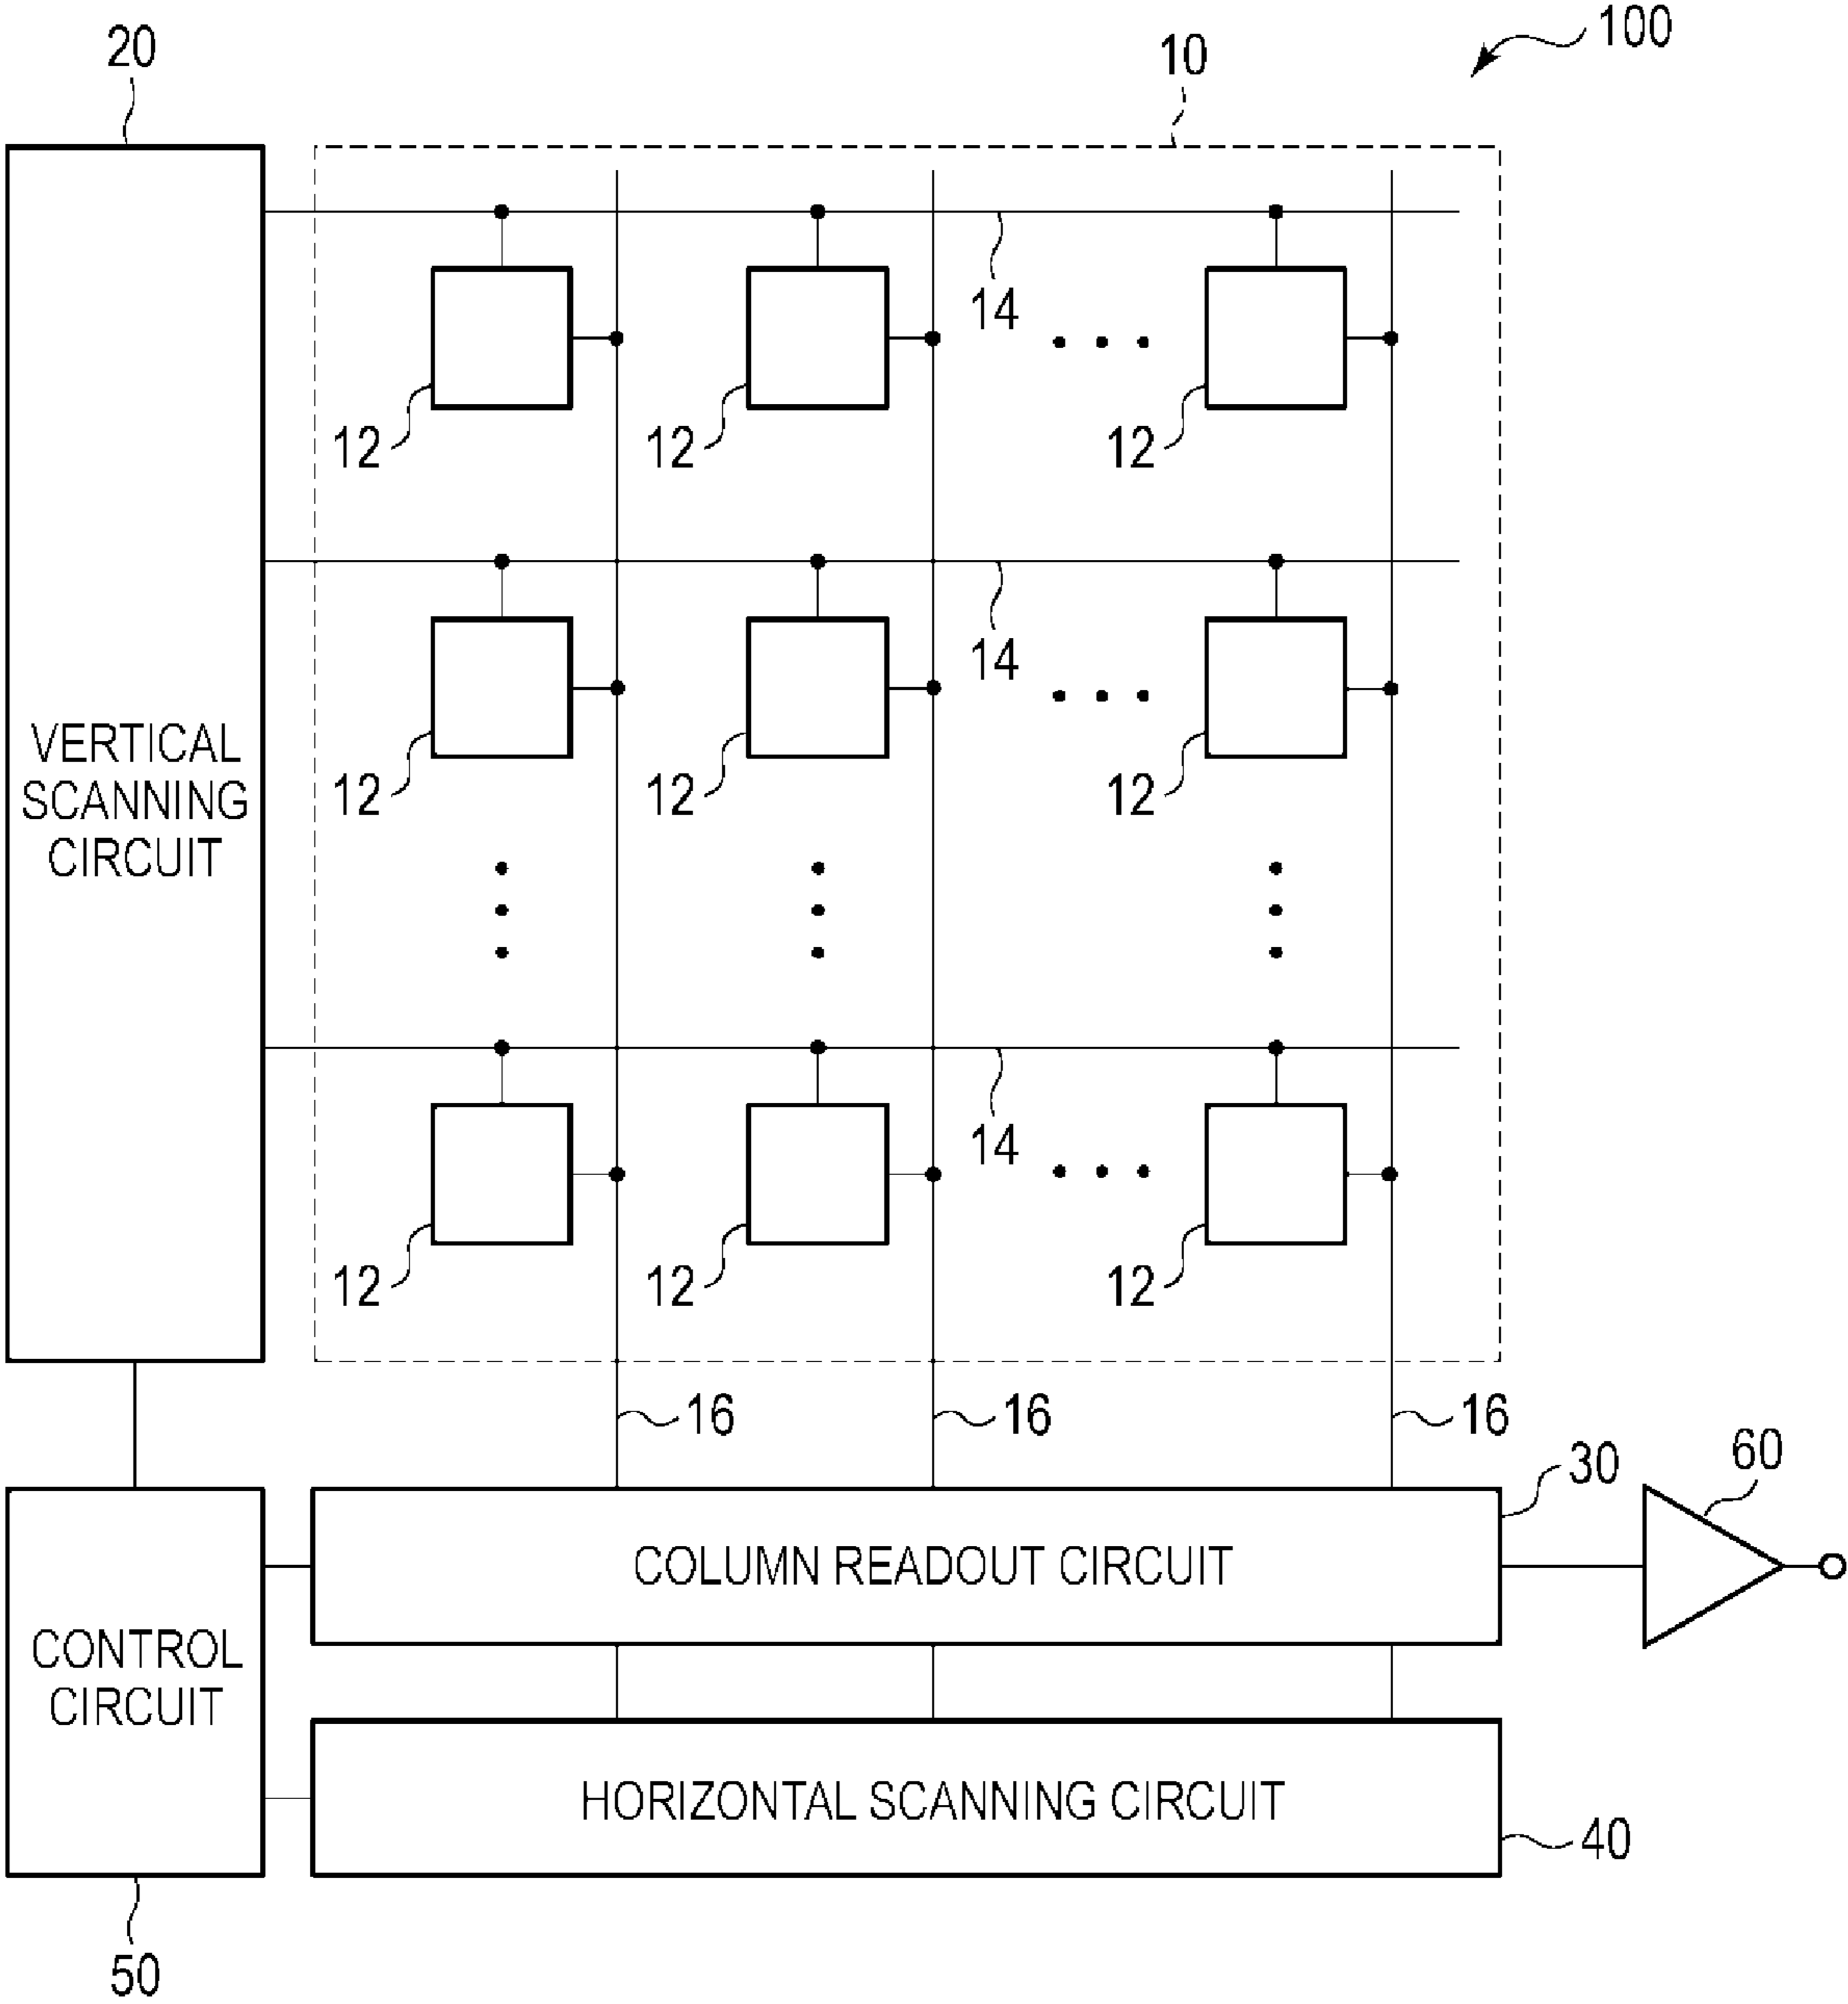 100
20
10
14
12 12 12
14
VERTICAL
SCANNING
CIRCUIT
12 12 12
14
12 12 12
16 16 16
30
60
COLUMN READOUT CIRCUIT
CONTROL
CIRCUIT
HORIZONTAL SCANNING CIRCUIT
40
50